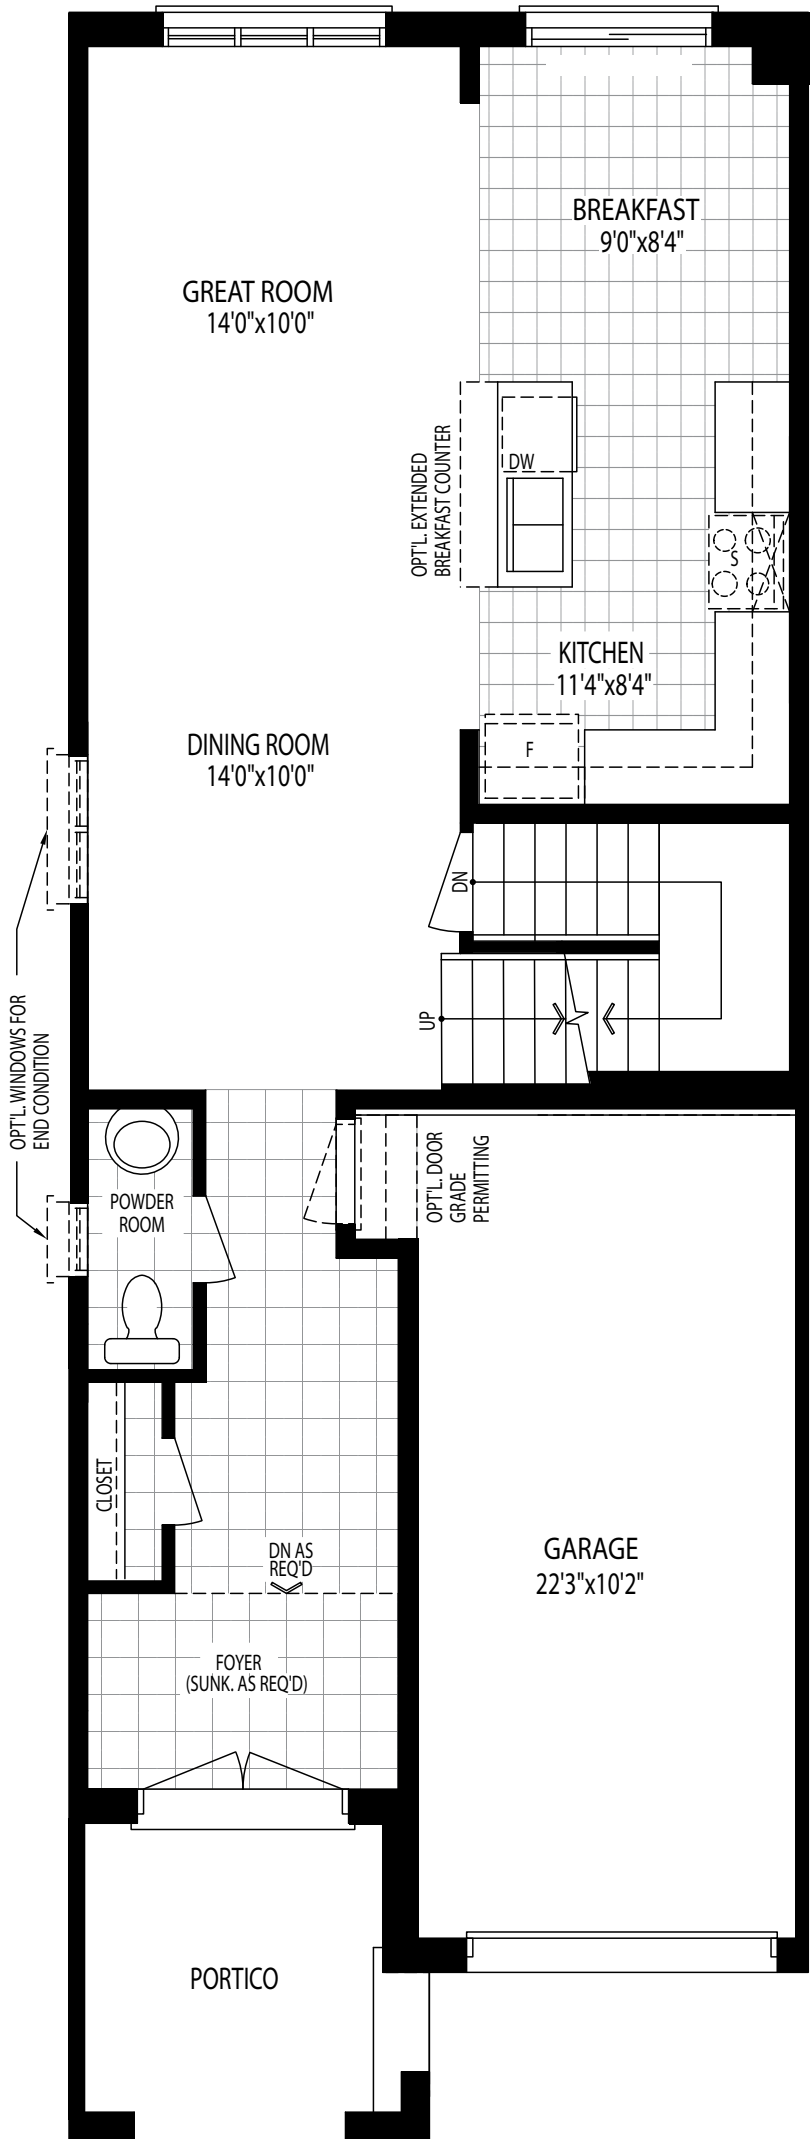 BREAKFAST
9'0"x8'4"
GREAT ROOM
14'0"x10'0"
OPT'L. EXTENDED
BREAKFAST COUNTER
DW
S
KITCHEN
11'4"x8'4"
DINING ROOM
14'0"x10'0"
F
DN
UP
OPT'L. WINDOWS FOR
END CONDITION
POWDER
ROOM
OPT'L. DOOR
GRADE
PERMITTING
CLOSET
DN AS
REQ'D
GARAGE
22'3"x10'2"
FOYER
(SUNK. AS REQ'D)
PORTICO